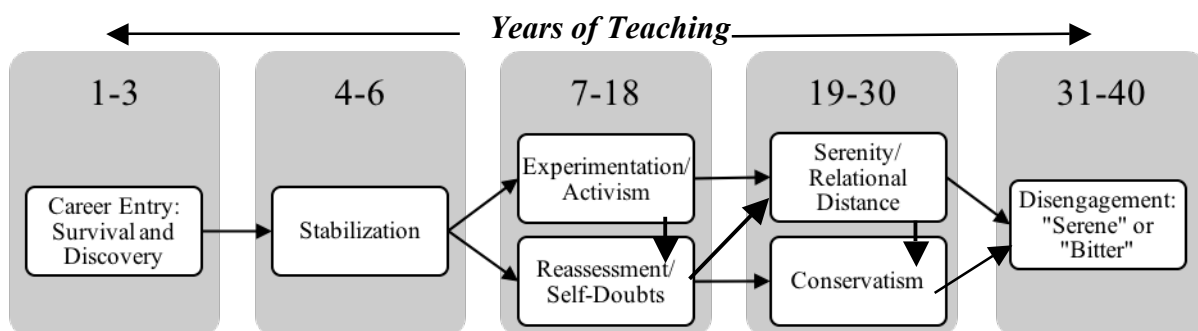 Years of Teaching
1-3
4-6
7-18
19-30
31-40
Career Entry:
Survival and
Discovery
Stabilization
Experimentation/
Activism
Reassessment/
Self-Doubts
Serenity/
Relational
Distance
Conservatism
Disengagement:
"Serene" or
"Bitter"